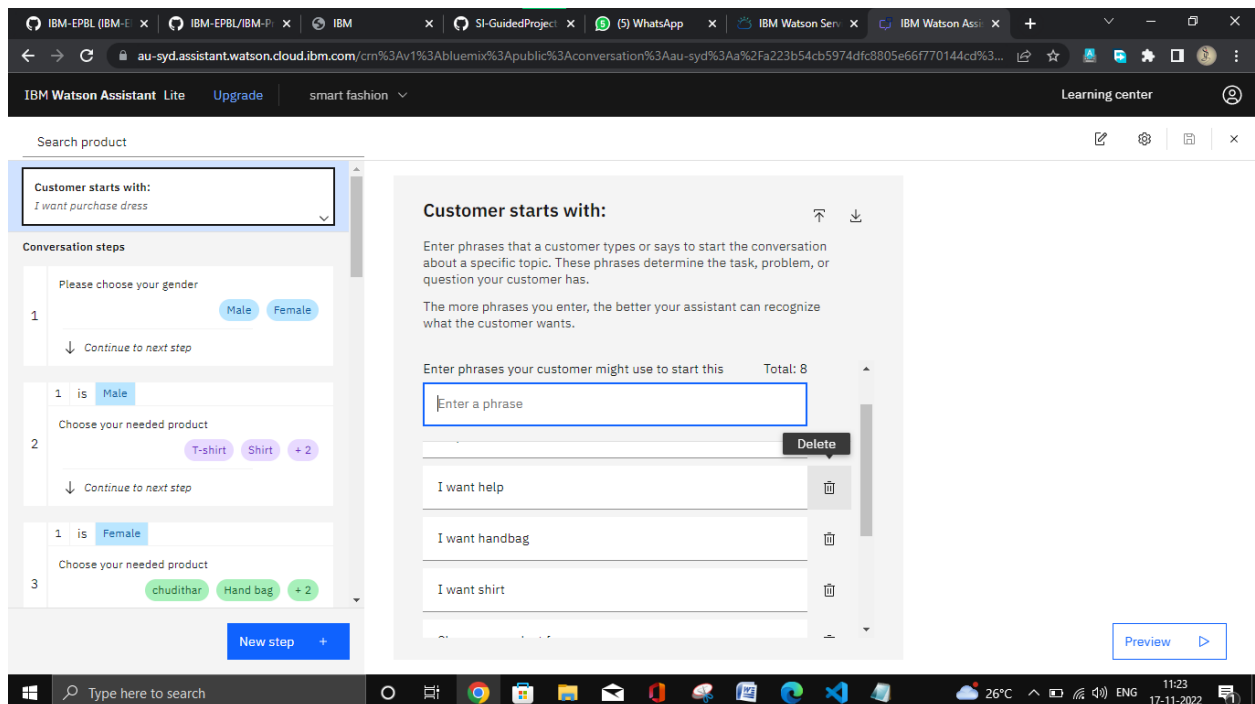 IBM-EPBL (IBM-E
IBM-EPBL/IBM-Pr
IBM
SI-GuidedProject
(5) WhatsApp
IBM Watson Serv
IBM Watson Assis
au-syd.assistant.watson.cloud.ibm.com/crn%3Av1%3Abluemix%3Apublic%3Aconversation%3Aau-syd%3Aa%2Fa223b54cb5974dfc8805e66f770144cd%3...
IBM Watson Assistant Lite
Upgrade
smart fashion
Learning center
Search product
Customer starts with:
I want purchase dress
Conversation steps
1
Please choose your gender
Male Female
Continue to next step
1 is Male
2
Choose your needed product
T-shirt Shirt + 2
Continue to next step
1 is Female
3
Choose your needed product
chudithar Hand bag + 2
New step +
Customer starts with:
Enter phrases that a customer types or says to start the conversation
about a specific topic. These phrases determine the task, problem, or
question your customer has.
The more phrases you enter, the better your assistant can recognize
what the customer wants.
Enter phrases your customer might use to start this Total: 8
Enter a phrase
Delete
I want help
I want handbag
I want shirt
Preview
Type here to search
26°C
ENG
11:23
17-11-2022